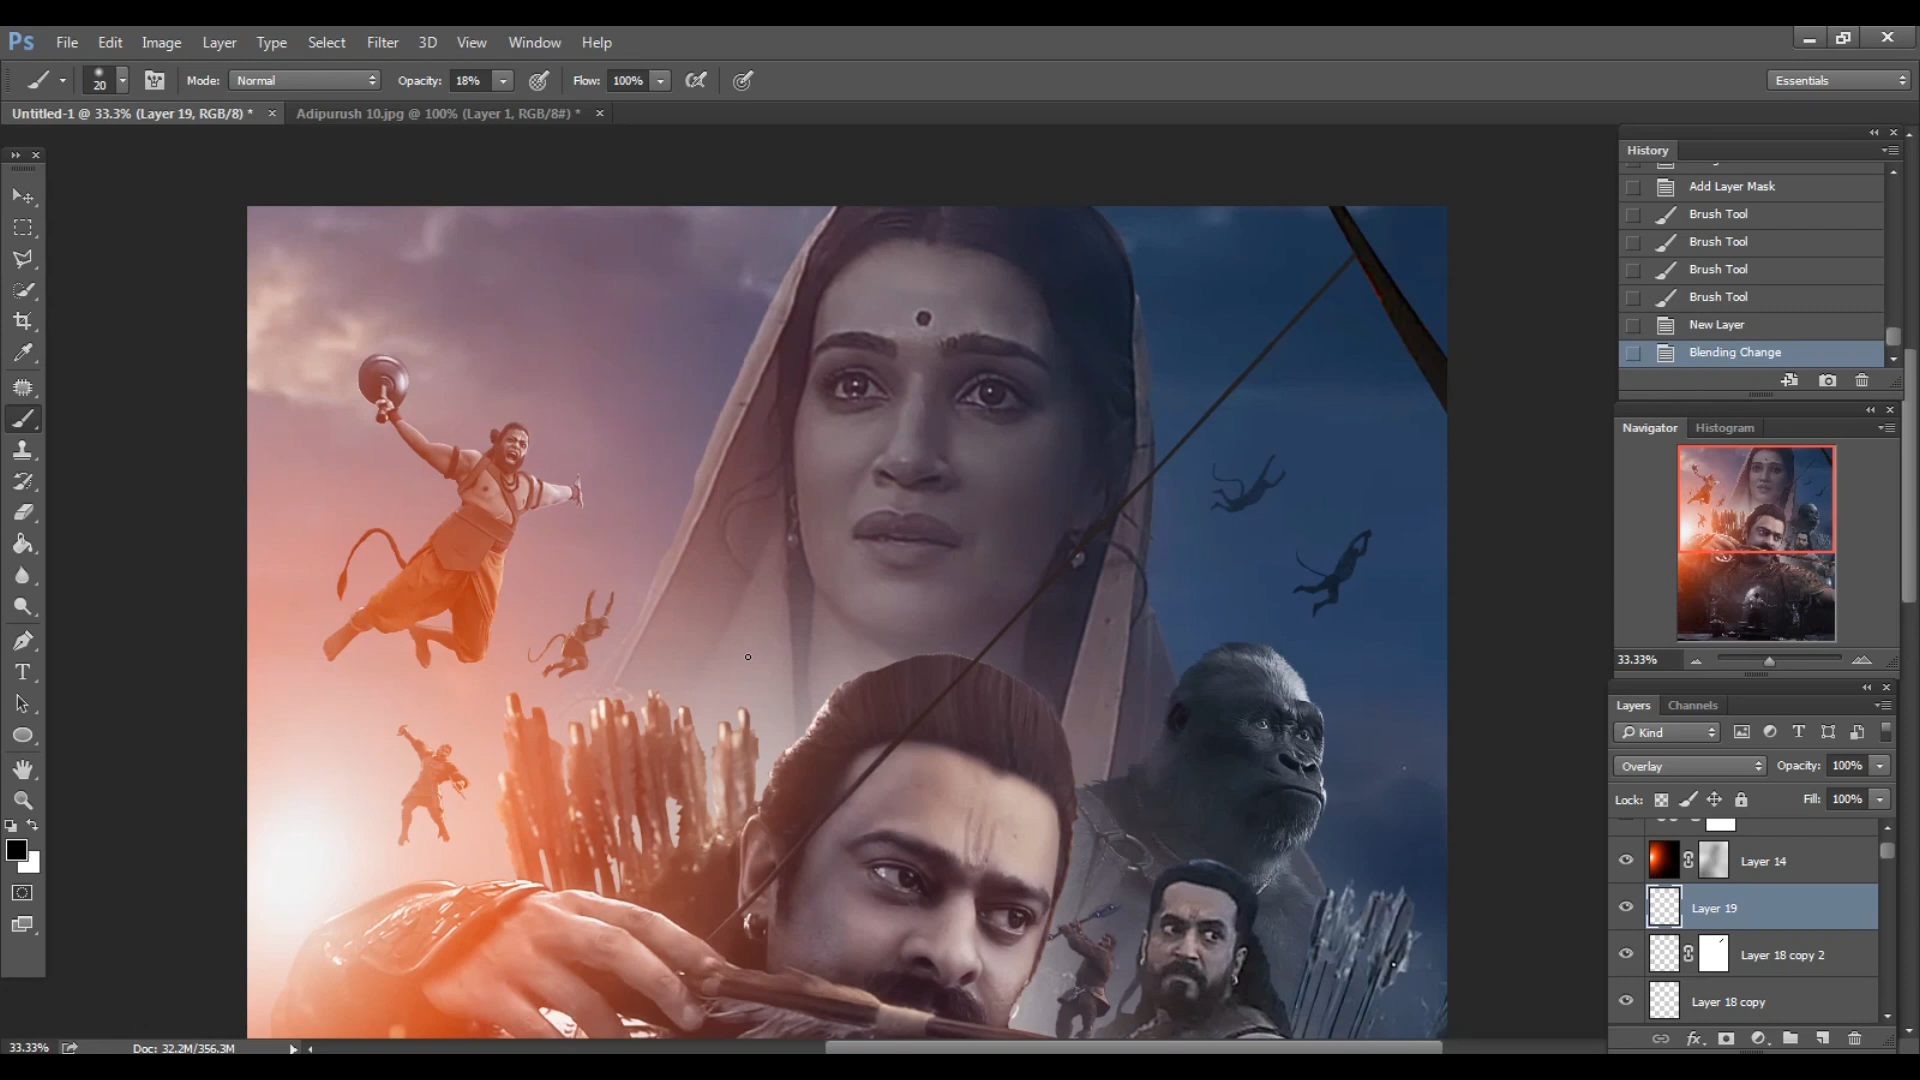 Ps File Edit Image Layer Type Select Filter 3D View Window Help
20 Mode: Normal Opacity: 18% Flow: 100% Essentials
Untitled-1 @ 33.3% (Layer 19, RGB/8) * × Adipurush 10.jpg @ 100% (Layer 1, RGB/8#) * ×
History
Add Layer Mask
Brush Tool
Brush Tool
Brush Tool
Brush Tool
New Layer
Blending Change
Navigator Histogram
33.33%
Layers Channels
Kind
Overlay Opacity: 100%
Lock: Fill: 100%
Layer 14
Layer 19
Layer 18 copy 2
Layer 18 copy
fx
33.33% Doc: 32.2M/356.3M